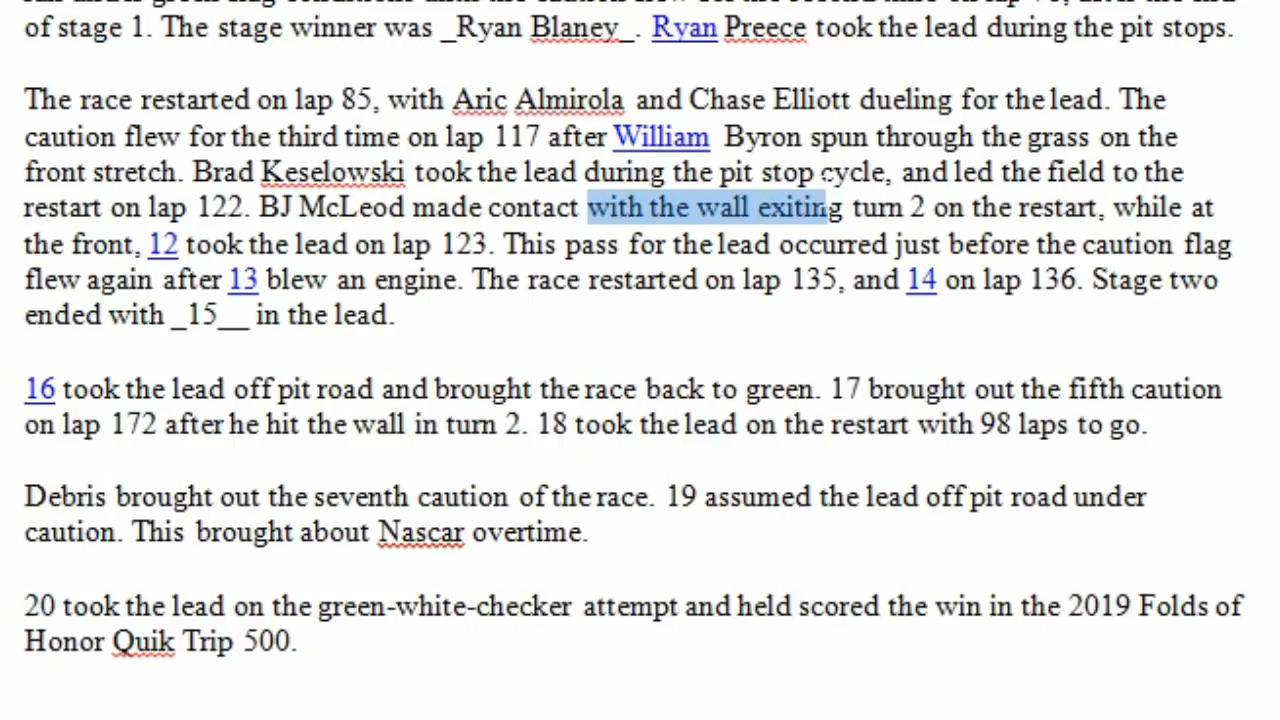 of stage 1. The stage winner was _Ryan Blaney_. Ryan Preece took the lead during the pit stops.
The race restarted on lap 85, with Aric Almirola and Chase Elliott dueling for the lead. The
caution flew for the third time on lap 117 after William Byron spun through the grass on the
front stretch. Brad Keselowski took the lead during the pit stop cycle, and led the field to the
restart on lap 122. BJ McLeod made contact with the wall exiting turn 2 on the restart, while at
the front, 12 took the lead on lap 123. This pass for the lead occurred just before the caution flag
flew again after 13 blew an engine. The race restarted on lap 135, and 14 on lap 136. Stage two
ended with _15__ in the lead.
16 took the lead off pit road and brought the race back to green. 17 brought out the fifth caution
on lap 172 after he hit the wall in turn 2. 18 took the lead on the restart with 98 laps to go.
Debris brought out the seventh caution of the race. 19 assumed the lead off pit road under
caution. This brought about Nascar overtime.
20 took the lead on the green-white-checker attempt and held scored the win in the 2019 Folds of
Honor Quik Trip 500.